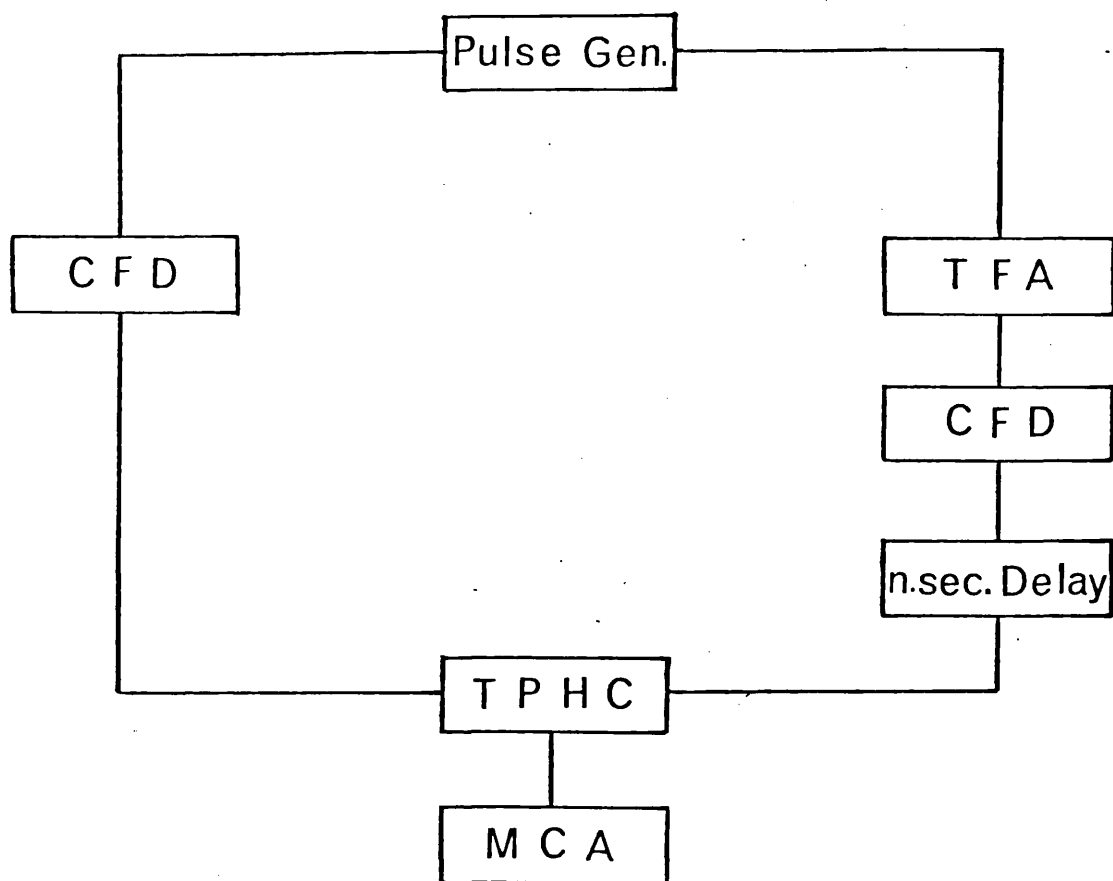 Pulse Gen.
C F D
T F A
C F D
n.sec. Delay
T P H C
M C A